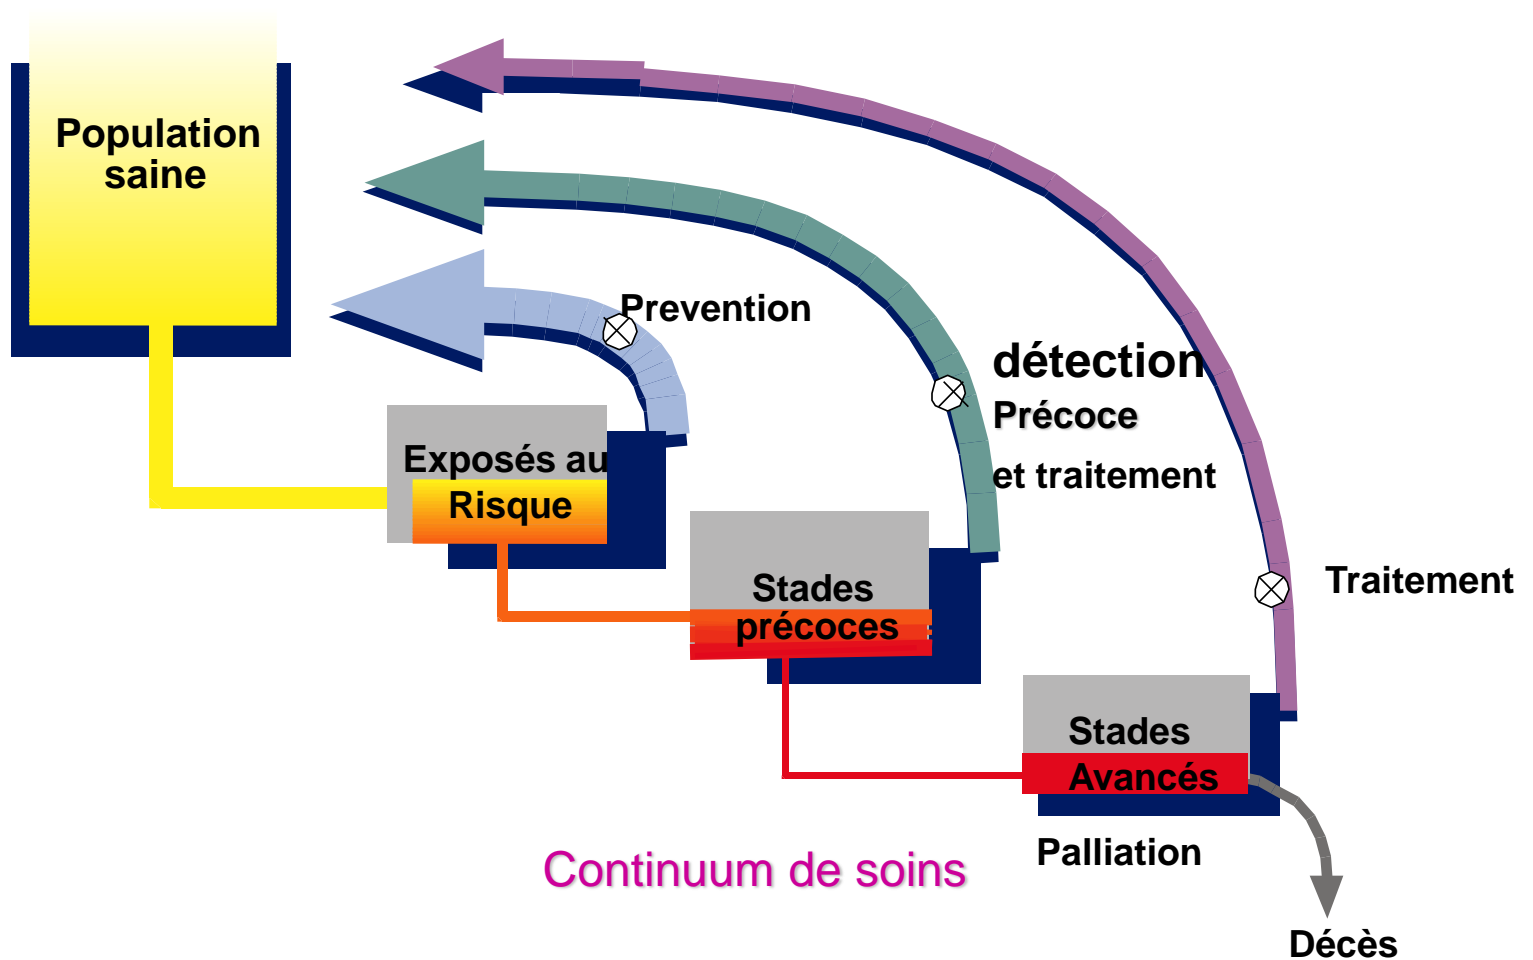 Population
saine
Prevention
détection
Précoce
et traitement
Exposés au
Risque
Stades
précoces
Traitement
Stades
Avancés
Palliation
Continuum de soins
Décès